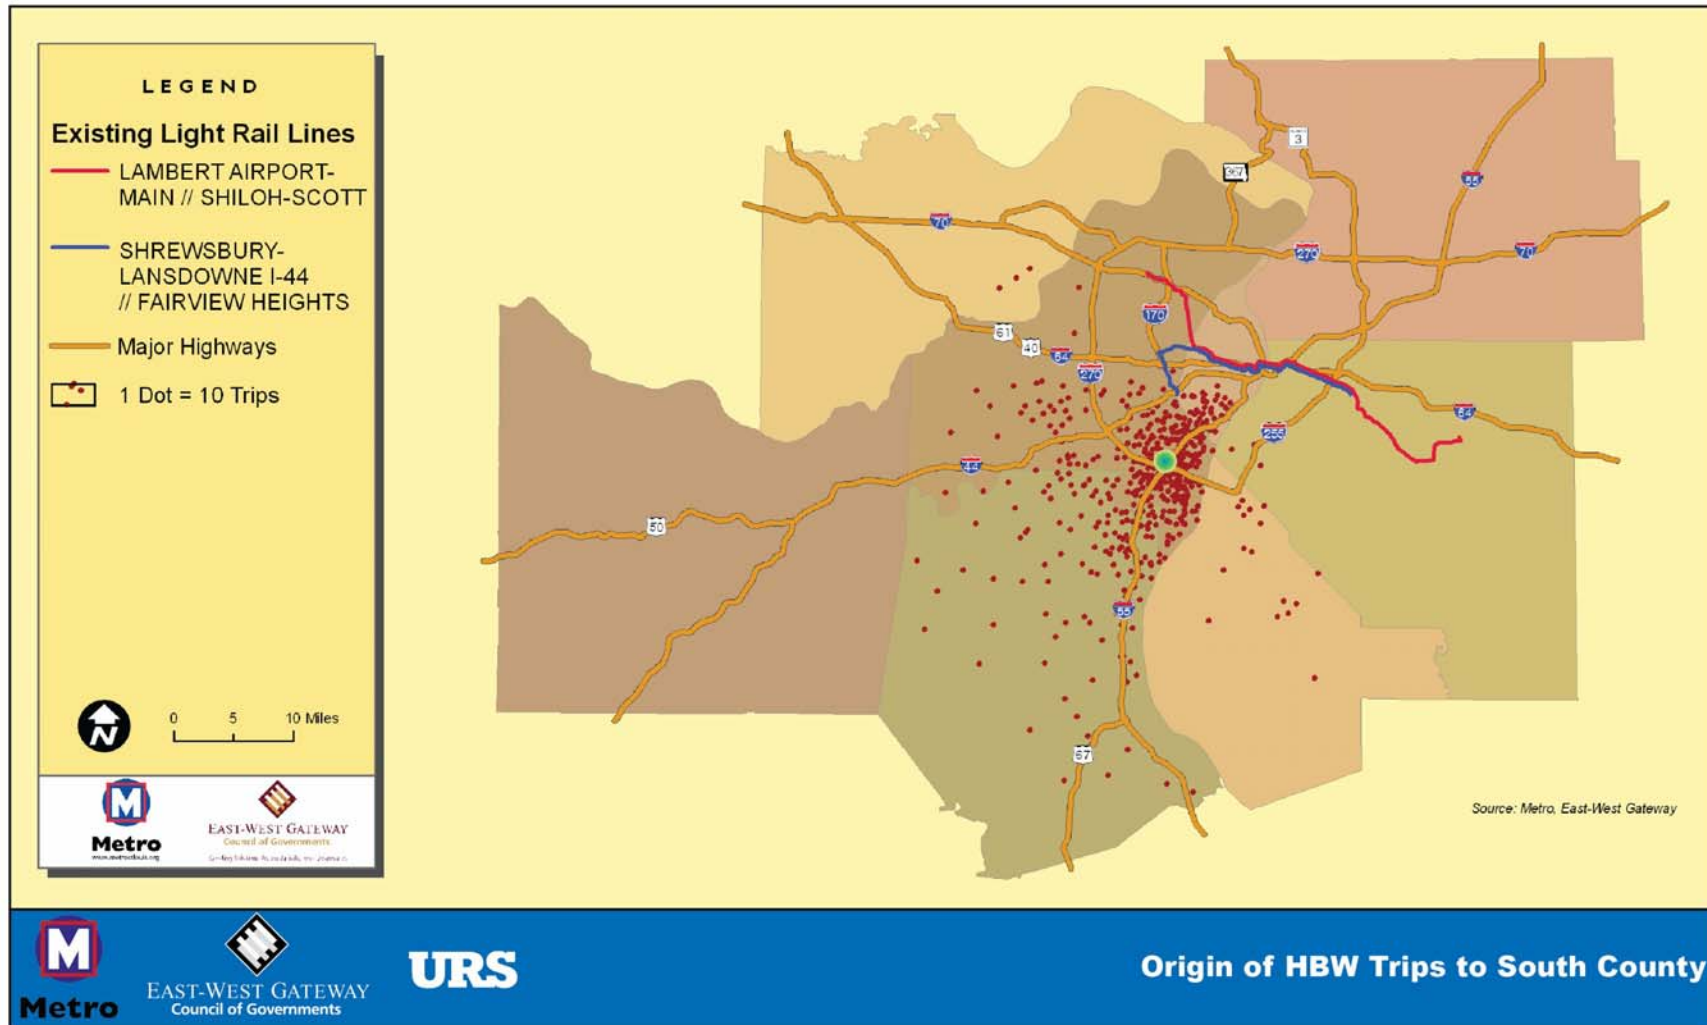 LEGEND
Existing Light Rail Lines
LAMBERT AIRPORT-
MAIN // SHILOH-SCOTT
SHREWSBURY-
LANSDOWNE I-44
// FAIRVIEW HEIGHTS
Major Highways
1 Dot = 10 Trips
N
0 5 10 Miles
M
Metro
www.metrostlouis.org
EAST-WEST GATEWAY
Council of Governments
3
367
55
70
270
70
170
61
40
64
270
64
255
44
50
55
67
Source: Metro, East-West Gateway
M
Metro
EAST-WEST GATEWAY
Council of Governments
URS
Origin of HBW Trips to South County